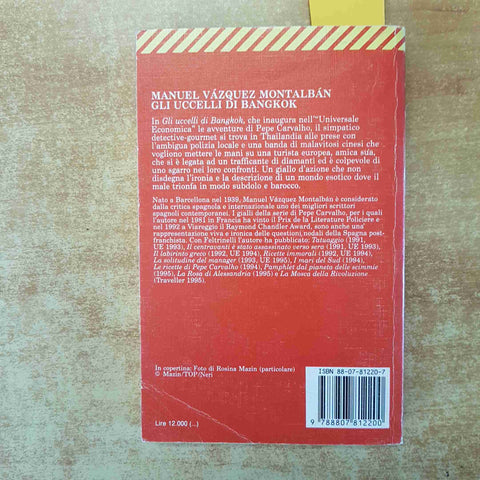 MANUEL VÁZQUEZ MONTALBÁN
GLI UCCELLI DI BANGKOK
In Gli uccelli di Bangkok, che inaugura nell'"Universale
Economica" le avventure di Pepe Carvalho, il simpatico
detective-gourmet si trova in Thailandia alle prese con
l'ambigua polizia locale e una banda di malavitosi cinesi che
vogliono mettere le mani su una turista europea, amica sua,
che si è legata ad un trafficante di diamanti ed è colpevole di
uno sgarro nei loro confronti. Un giallo d'azione che non
disdegna l'ironia e la descrizione di un mondo esotico dove il
male trionfa in modo subdolo e barocco.
Nato a Barcellona nel 1939, Manuel Vázquez Montalbán è considerato
dalla critica spagnola e internazionale uno dei migliori scrittori
spagnoli contemporanei. I gialli della serie di Pepe Carvalho, per i quali
l'autore nel 1981 in Francia ha vinto il Prix de la Literature Policiere e
nel 1992 a Viareggio il Raymond Chandler Award, sono anche una
rappresentazione viva e ironica delle questioni nodali della Spagna post-
franchista. Con Feltrinelli l'autore ha pubblicato: Tatuaggio (1991,
UE 1993), Il centravanti è stato assassinato verso sera (1991, UE 1993),
Il labirinto greco (1992, UE 1994), Ricette immorali (1992, UE 1994),
La solitudine del manager (1993, UE 1995), I mari del Sud (1994),
Le ricette di Pepe Carvalho (1994), Pamphlet dal pianeta delle scimmie
(1995), La Rosa di Alessandria (1995) e La Mosca della Rivoluzione
(Traveller 1995).
In copertina: Foto di Rosina Mazin (particolare)
© Mazin/TOP/Neri
ISBN 88-07-81220-7
9 788807 812200
Lire 12.000 (...)